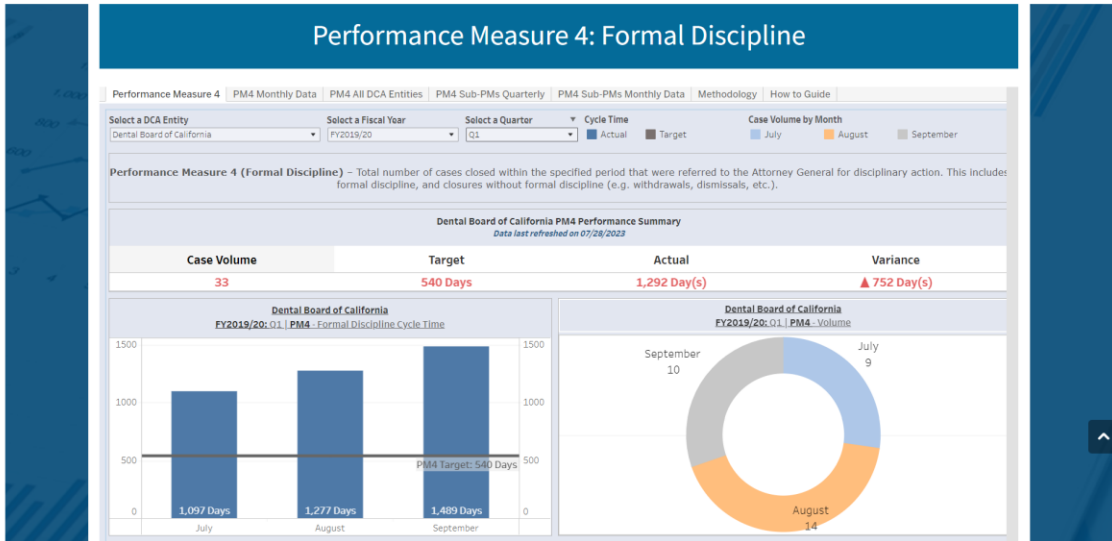 Performance Measure 4: Formal Discipline
Performance Measure 4 PM4 Monthly Data PM4 All DCA Entities PM4 Sub-PMs Quarterly PM4 Sub-PMs Monthly Data Methodology How to Guide
Select a DCA Entity Select a Fiscal Year Select a Quarter Cycle Time Case Volume by Month
Dental Board of California FY2019/20 Q1 Actual Target July August September
Performance Measure 4 (Formal Discipline) – Total number of cases closed within the specified period that were referred to the Attorney General for disciplinary action. This includes
formal discipline, and closures without formal discipline (e.g. withdrawals, dismissals, etc.).
Dental Board of California PM4 Performance Summary
Data last refreshed on 07/28/2023
Case Volume Target Actual Variance
33 540 Days 1,292 Day(s) ▲ 752 Day(s)
Dental Board of California
FY2019/20: Q1 | PM4 - Formal Discipline Cycle Time
1500 1500
1000 1000
500 PM4 Target: 540 Days 500
0 1,097 Days 1,277 Days 1,489 Days 0
July August September
Dental Board of California
FY2019/20: Q1 | PM4 - Volume
July
9
September
10
August
14